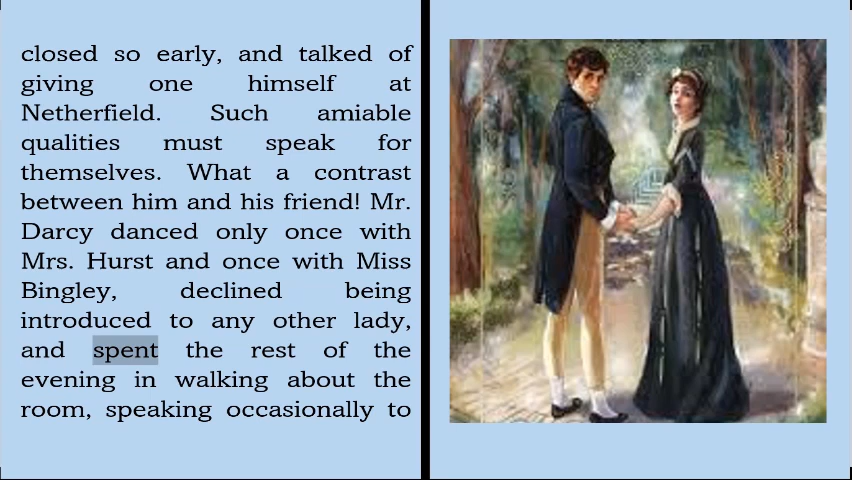 closed so early, and talked of
giving one himself at
Netherfield. Such amiable
qualities must speak for
themselves. What a contrast
between him and his friend! Mr.
Darcy danced only once with
Mrs. Hurst and once with Miss
Bingley, declined being
introduced to any other lady,
and spent the rest of the
evening in walking about the
room, speaking occasionally to